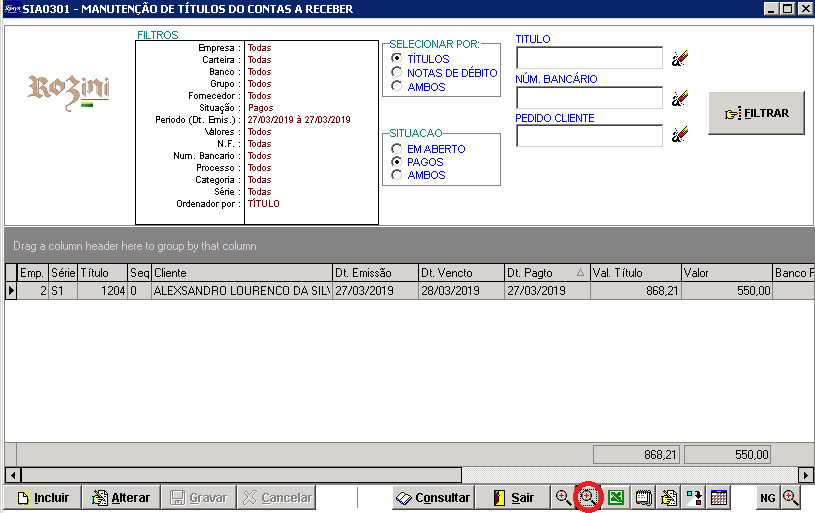 SIA0301 - MANUTENÇÃO DE TÍTULOS DO CONTAS A RECEBER
Rozini
FILTROS
Empresa : Todas
Carteira : Todas
Banco : Todos
Grupo : Todos
Fornecedor : Todos
Situação : Pagos
Período (Dt. Emis.) : 27/03/2019 à 27/03/2019
Valores : Todos
N.F. : Todas
Num. Bancario : Todos
Processo : Todos
Categoria : Todas
Série : Todas
Ordenador por : TÍTULO
SELECIONAR POR:
TÍTULOS
NOTAS DE DÉBITO
AMBOS
SITUACAO
EM ABERTO
PAGOS
AMBOS
TITULO
NÚM. BANCÁRIO
PEDIDO CLIENTE
FILTRAR
Drag a column header here to group by that column
Emp. Série Título Seq Cliente Dt. Emissão Dt. Vencto Dt. Pagto Val. Título Valor Banco F
2 S1 1204 0 ALEXSANDRO LOURENCO DA SIL 27/03/2019 28/03/2019 27/03/2019 868,21 550,00
868,21 550,00
Incluir Alterar Gravar Cancelar Consultar Sair NG